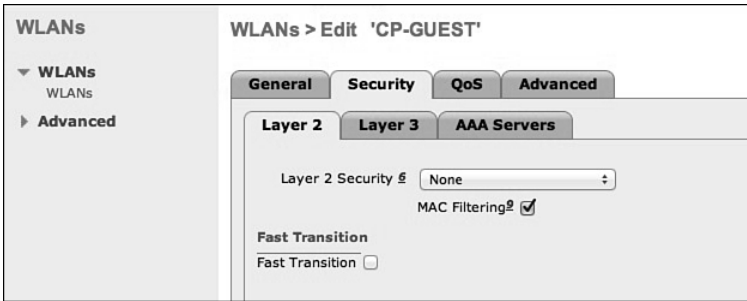 WLANs
WLANs
WLANs
Advanced
WLANs > Edit 'CP-GUEST'
General Security QoS Advanced
Layer 2 Layer 3 AAA Servers
Layer 2 Security 6 None
MAC Filtering 9
Fast Transition
Fast Transition